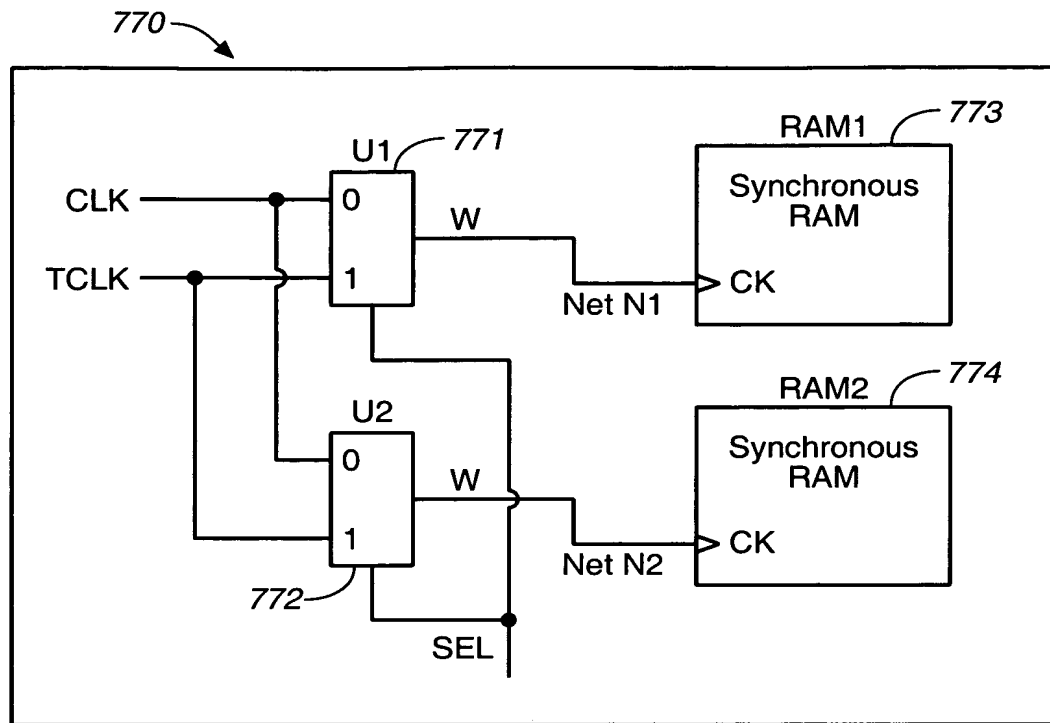 770
771
773
U1
RAM1
CLK
0
W
Synchronous
RAM
TCLK
1
Net N1
CK
774
U2
RAM2
0
W
Synchronous
RAM
1
Net N2
CK
772
SEL